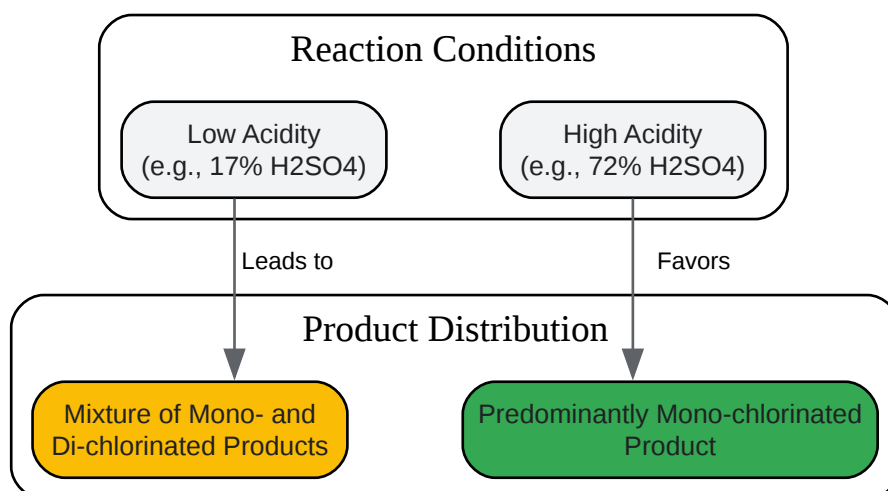 Reaction Conditions
Low Acidity
(e.g., 17% H2SO4)
High Acidity
(e.g., 72% H2SO4)
Leads to
Favors
Product Distribution
Mixture of Mono- and
Di-chlorinated Products
Predominantly Mono-chlorinated
Product